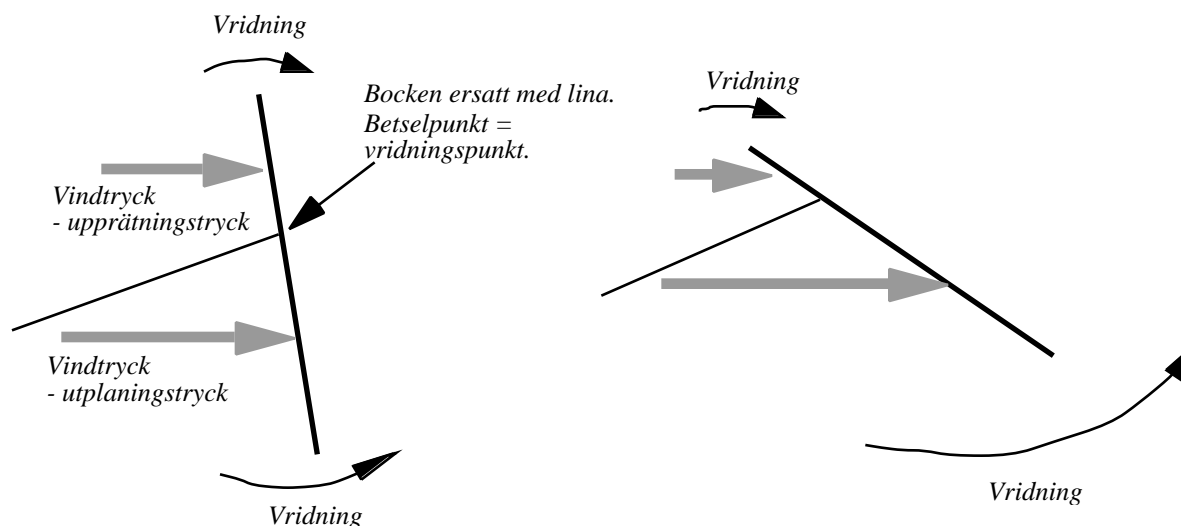 Vridning
Bocken ersatt med lina.
Betselpunkt =
vridningspunkt.
Vindtryck
- upprätningstryck
Vindtryck
- utplaningstryck
Vridning
Vridning
Vridning